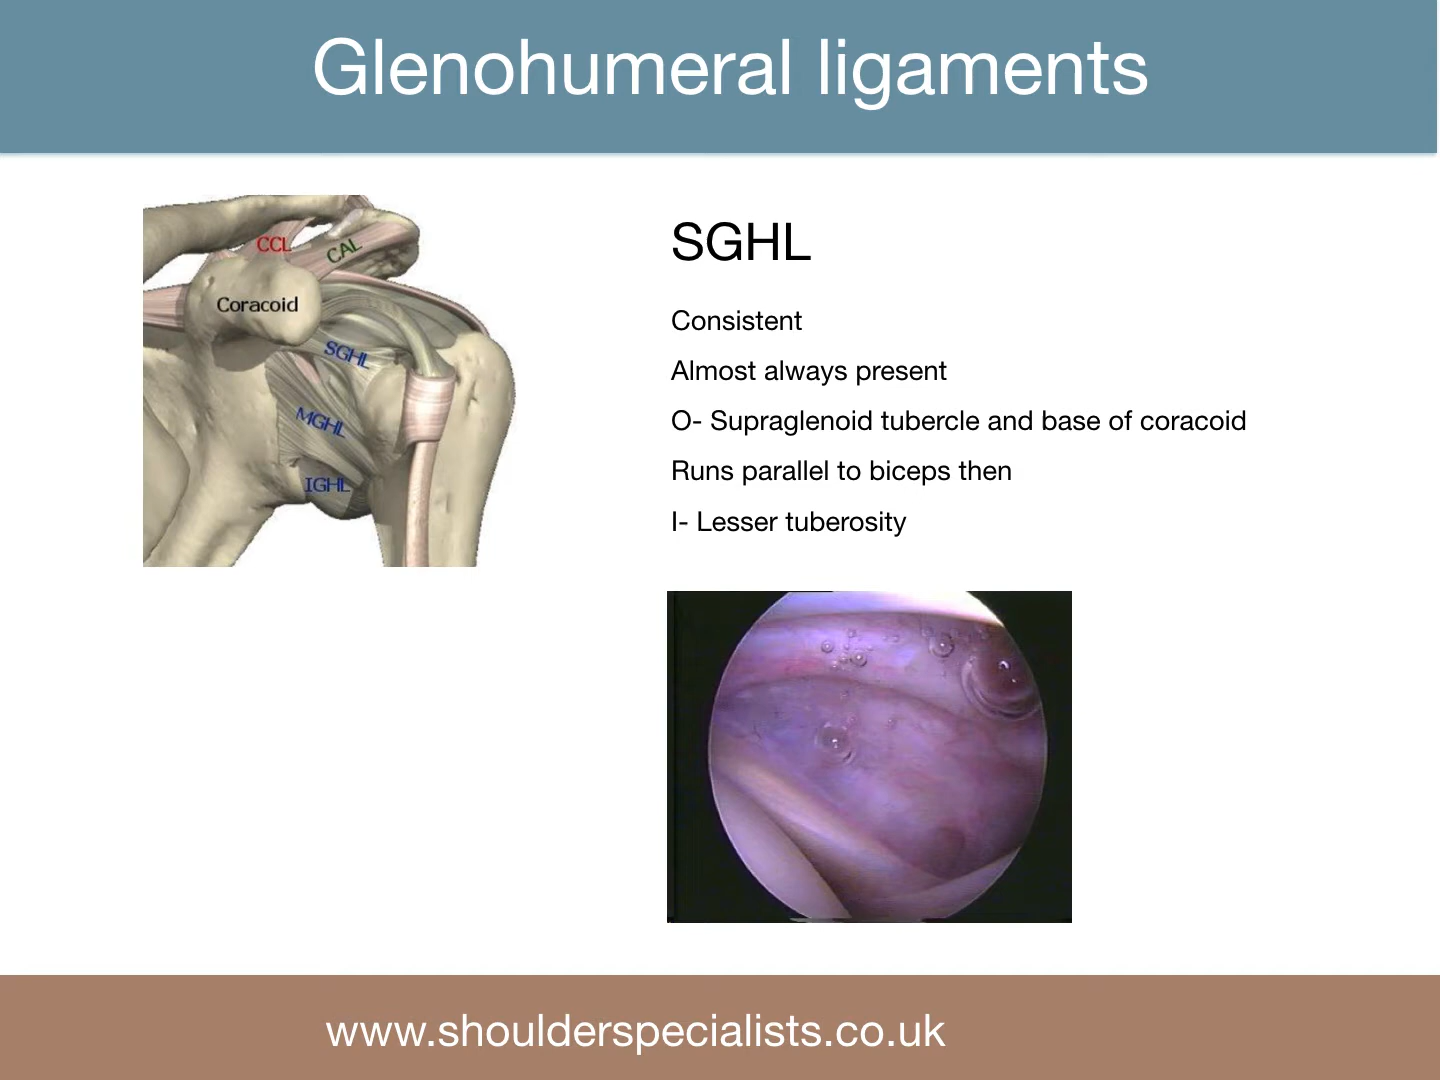 Glenohumeral ligaments
CCL
CAL
Coracoid
SGHL
MGHL
IGHL
SGHL
Consistent
Almost always present
O- Supraglenoid tubercle and base of coracoid
Runs parallel to biceps then
I- Lesser tuberosity
www.shoulderspecialists.co.uk